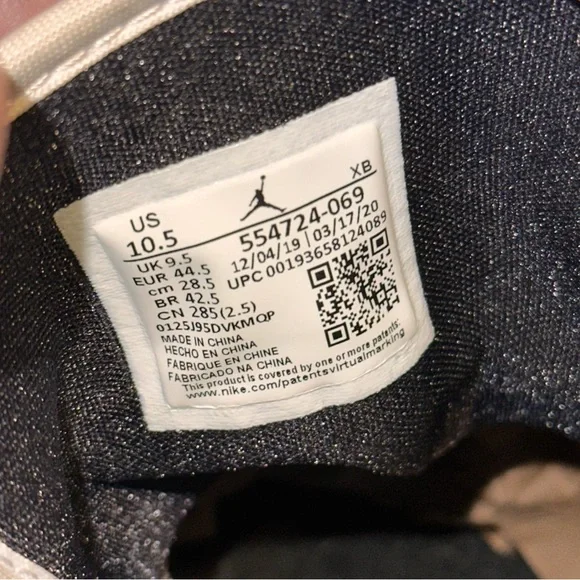 US
10.5
XB
554724-069
UK 9.5
12/04/19 | 03/17/20
EUR 44.5
UPC 00193658124089
cm 28.5
BR 42.5
CN 285(2.5)
0125J95DVKMQP
MADE IN CHINA
HECHO EN CHINA
FABRIQUE EN CHINE
FABRICADO NA CHINA
This product is covered by one or more patents:
www.nike.com/patentsvirtualmarking